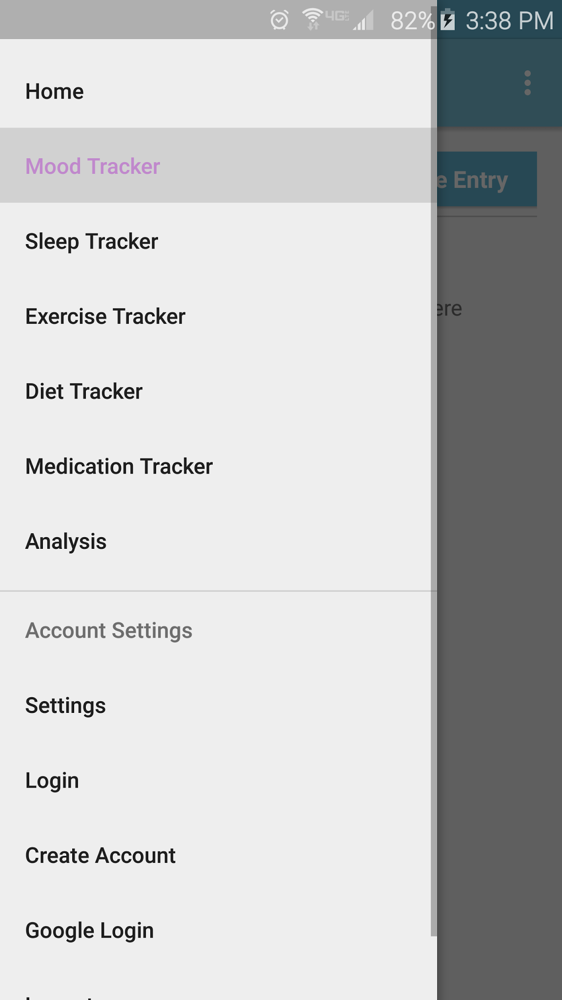 4G LTE 82% 3:38 PM
Home
Mood Tracker
e Entry
Sleep Tracker
Exercise Tracker
ere
Diet Tracker
Medication Tracker
Analysis
Account Settings
Settings
Login
Create Account
Google Login